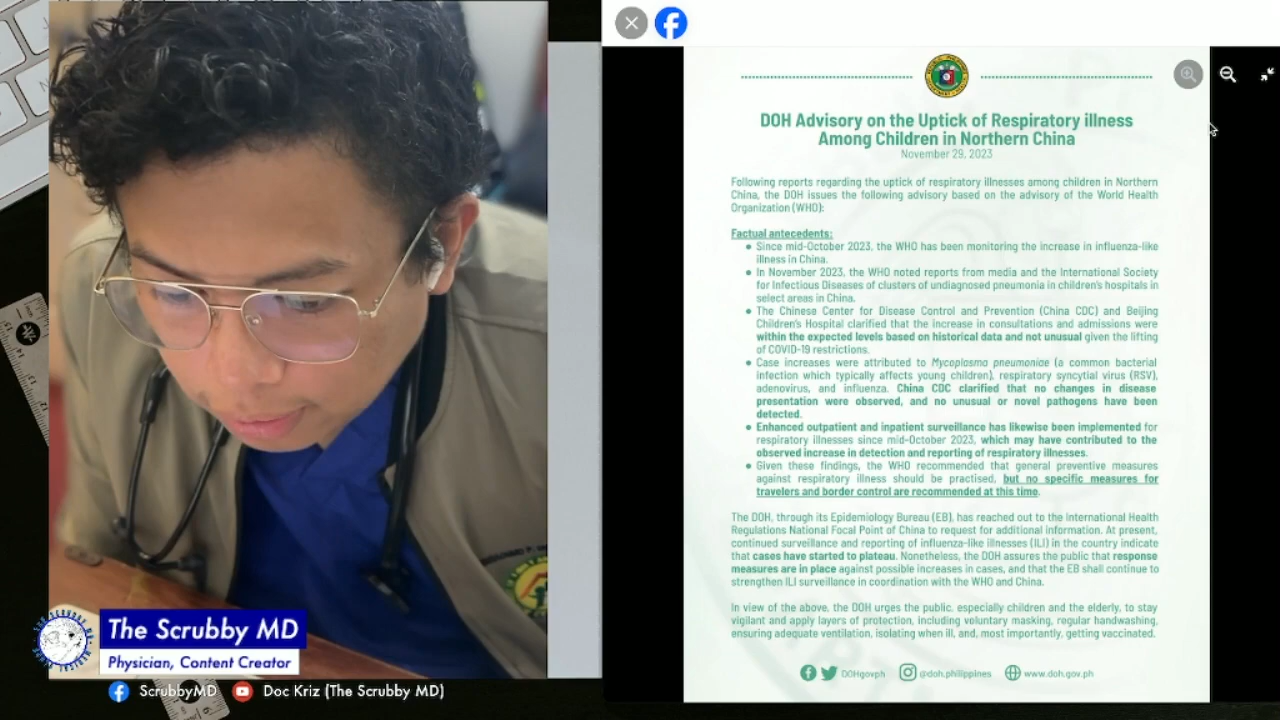 DOH Advisory on the Uptick of Respiratory illness
Among Children in Northern China
November 29, 2023
Following reports regarding the uptick of respiratory illnesses among children in Northern
China, the DOH issues the following advisory based on the advisory of the World Health
Organization (WHO):
Factual antecedents:
● Since mid-October 2023, the WHO has been monitoring the increase in influenza-like
illness in China.
● In November 2023, the WHO noted reports from media and the International Society
for Infectious Diseases of clusters of undiagnosed pneumonia in children's hospitals in
select areas in China.
● The Chinese Center for Disease Control and Prevention (China CDC) and Beijing
Children's Hospital clarified that the increase in consultations and admissions were
within the expected levels based on historical data and not unusual given the lifting
of COVID-19 restrictions.
● Case increases were attributed to Mycoplasma pneumoniae (a common bacterial
infection which typically affects young children), respiratory syncytial virus (RSV),
adenovirus, and influenza. China CDC clarified that no changes in disease
presentation were observed, and no unusual or novel pathogens have been
detected.
● Enhanced outpatient and inpatient surveillance has likewise been implemented for
respiratory illnesses since mid-October 2023, which may have contributed to the
observed increase in detection and reporting of respiratory illnesses.
● Given these findings, the WHO recommended that general preventive measures
against respiratory illness should be practised, but no specific measures for
travelers and border control are recommended at this time.
The DOH, through its Epidemiology Bureau (EB), has reached out to the International Health
Regulations National Focal Point of China to request for additional information. At present,
continued surveillance and reporting of influenza-like illnesses (ILI) in the country indicate
that cases have started to plateau. Nonetheless, the DOH assures the public that response
measures are in place against possible increases in cases, and that the EB shall continue to
strengthen ILI surveillance in coordination with the WHO and China.
In view of the above, the DOH urges the public, especially children and the elderly, to stay
vigilant and apply layers of protection, including voluntary masking, regular handwashing,
ensuring adequate ventilation, isolating when ill, and, most importantly, getting vaccinated.
DOHgovph @doh.philippines www.doh.gov.ph
The Scrubby MD
Physician, Content Creator
ScrubbyMD Doc Kriz (The Scrubby MD)